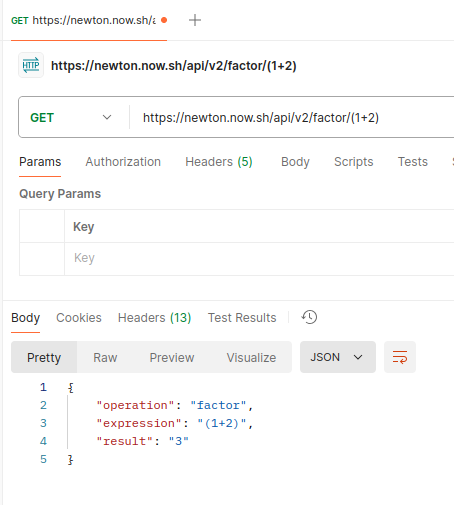 GET https://newton.now.sh/a
HTTP https://newton.now.sh/api/v2/factor/(1+2)
GET https://newton.now.sh/api/v2/factor/(1+2)
Params Authorization Headers (5) Body Scripts Tests
Query Params
Key
Key
Body Cookies Headers (13) Test Results
Pretty Raw Preview Visualize JSON
1 {
2 "operation": "factor",
3 "expression": "(1+2)",
4 "result": "3"
5 }